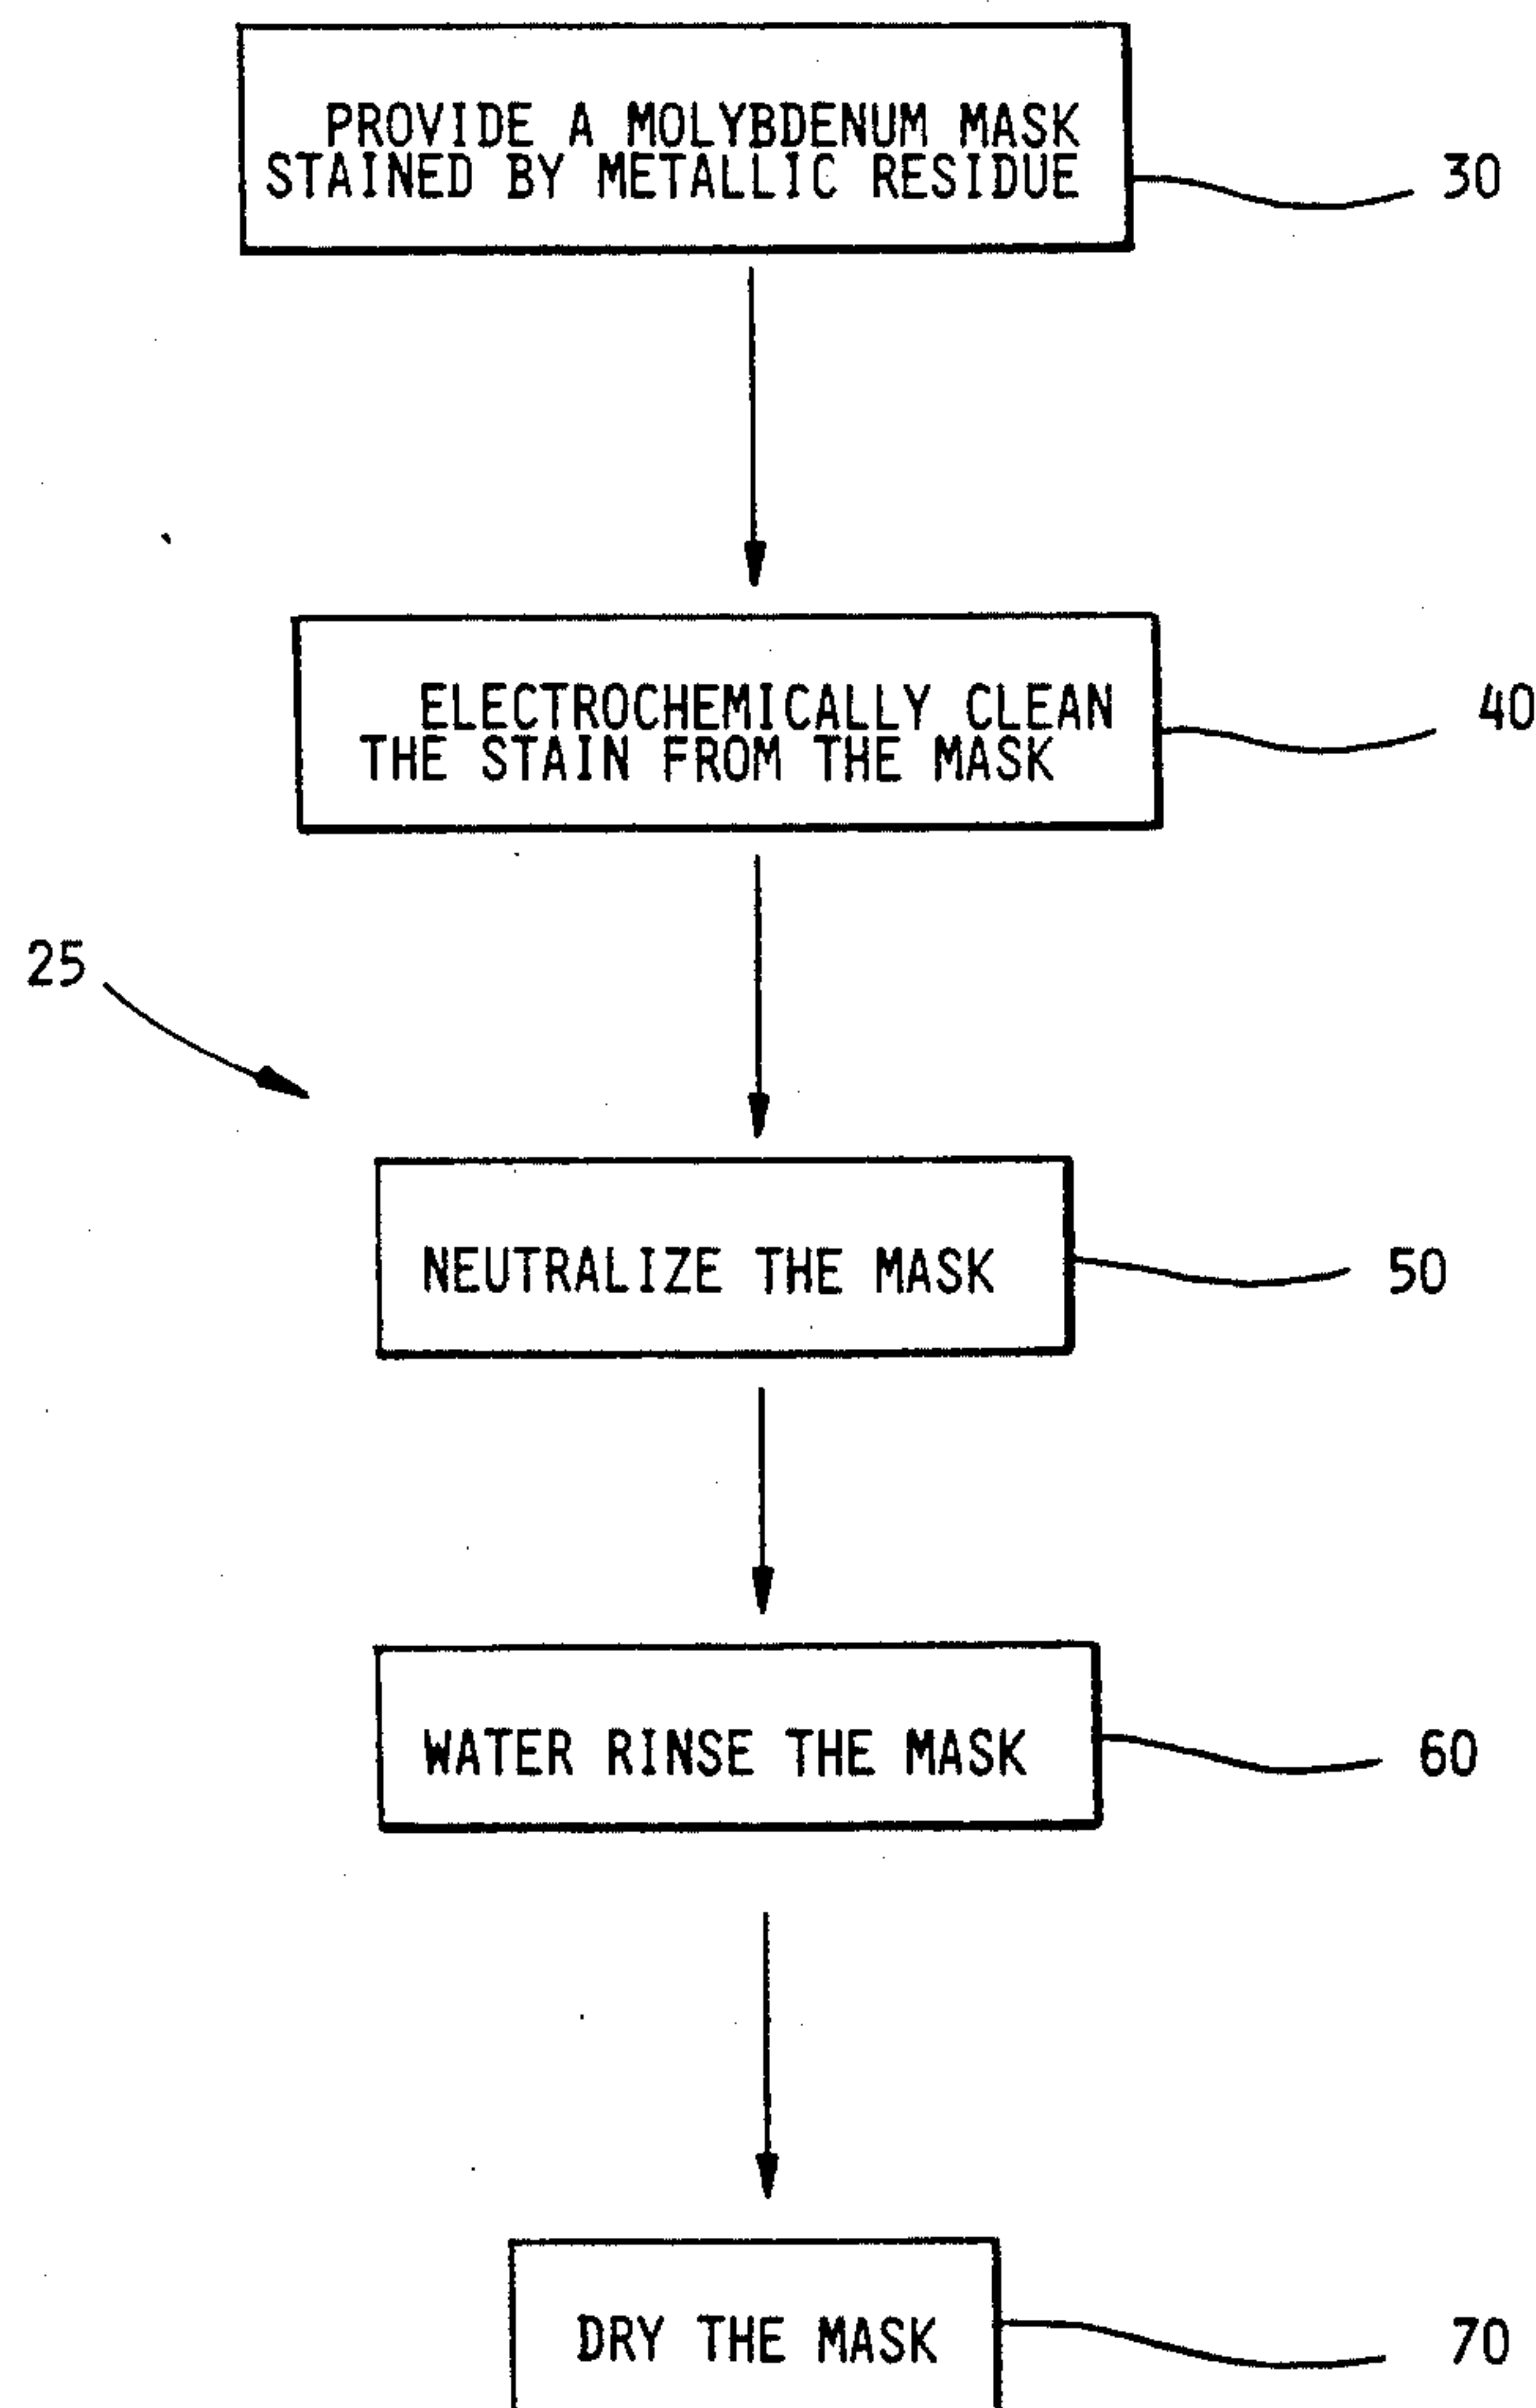 PROVIDE A MOLYBDENUM MASK
STAINED BY METALLIC RESIDUE
30
ELECTROCHEMICALLY CLEAN
THE STAIN FROM THE MASK
40
25
NEUTRALIZE THE MASK
50
WATER RINSE THE MASK
60
DRY THE MASK
70